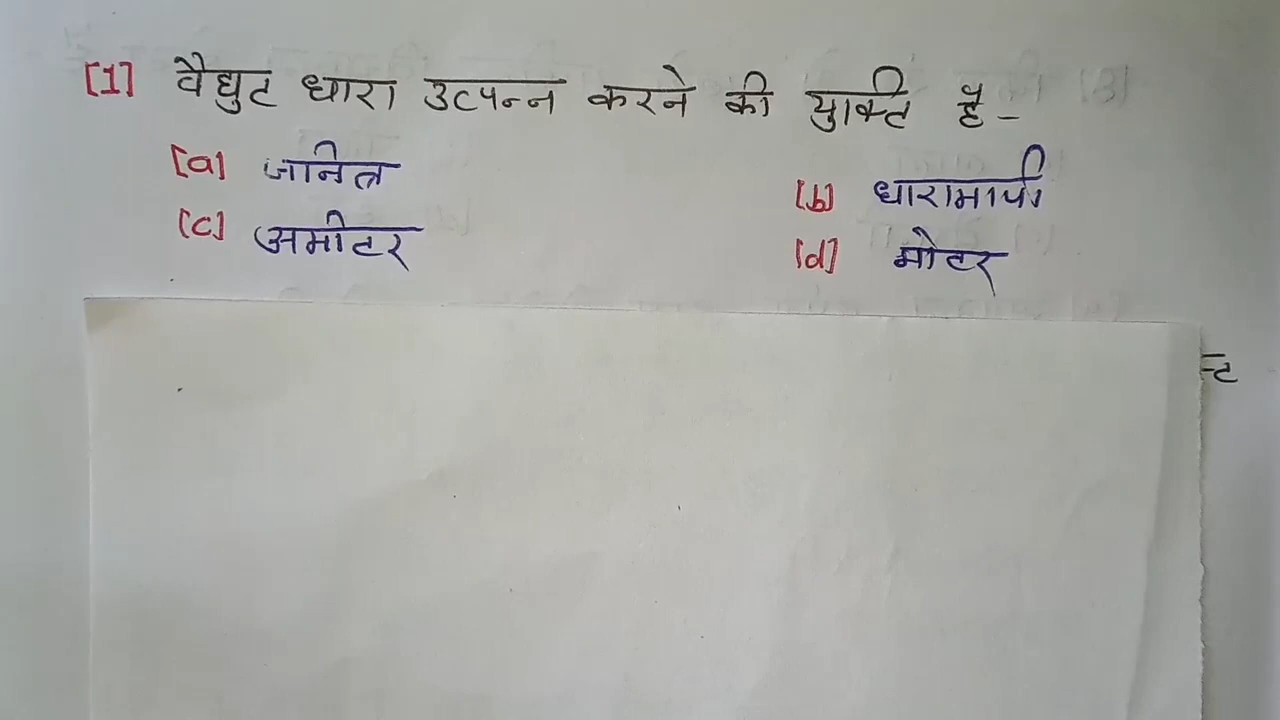 [1] वैद्युट धारा उत्पन्न करने की युक्ति है -
[a] जनित्र
[b] धारामापी
[c] अमीटर
[d] मोटर
न्ट